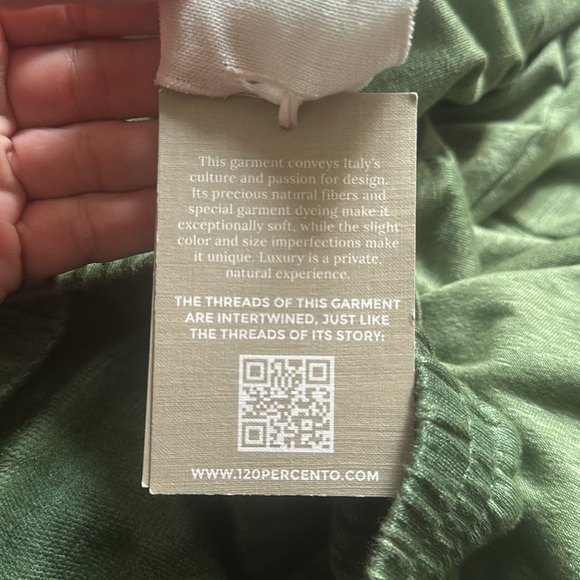 This garment conveys Italy's
culture and passion for design.
Its precious natural fibers and
special garment dyeing make it
exceptionally soft, while the slight
color and size imperfections make
it unique. Luxury is a private,
natural experience.
THE THREADS OF THIS GARMENT
ARE INTERTWINED, JUST LIKE
THE THREADS OF ITS STORY:
WWW.120PERCENTO.COM